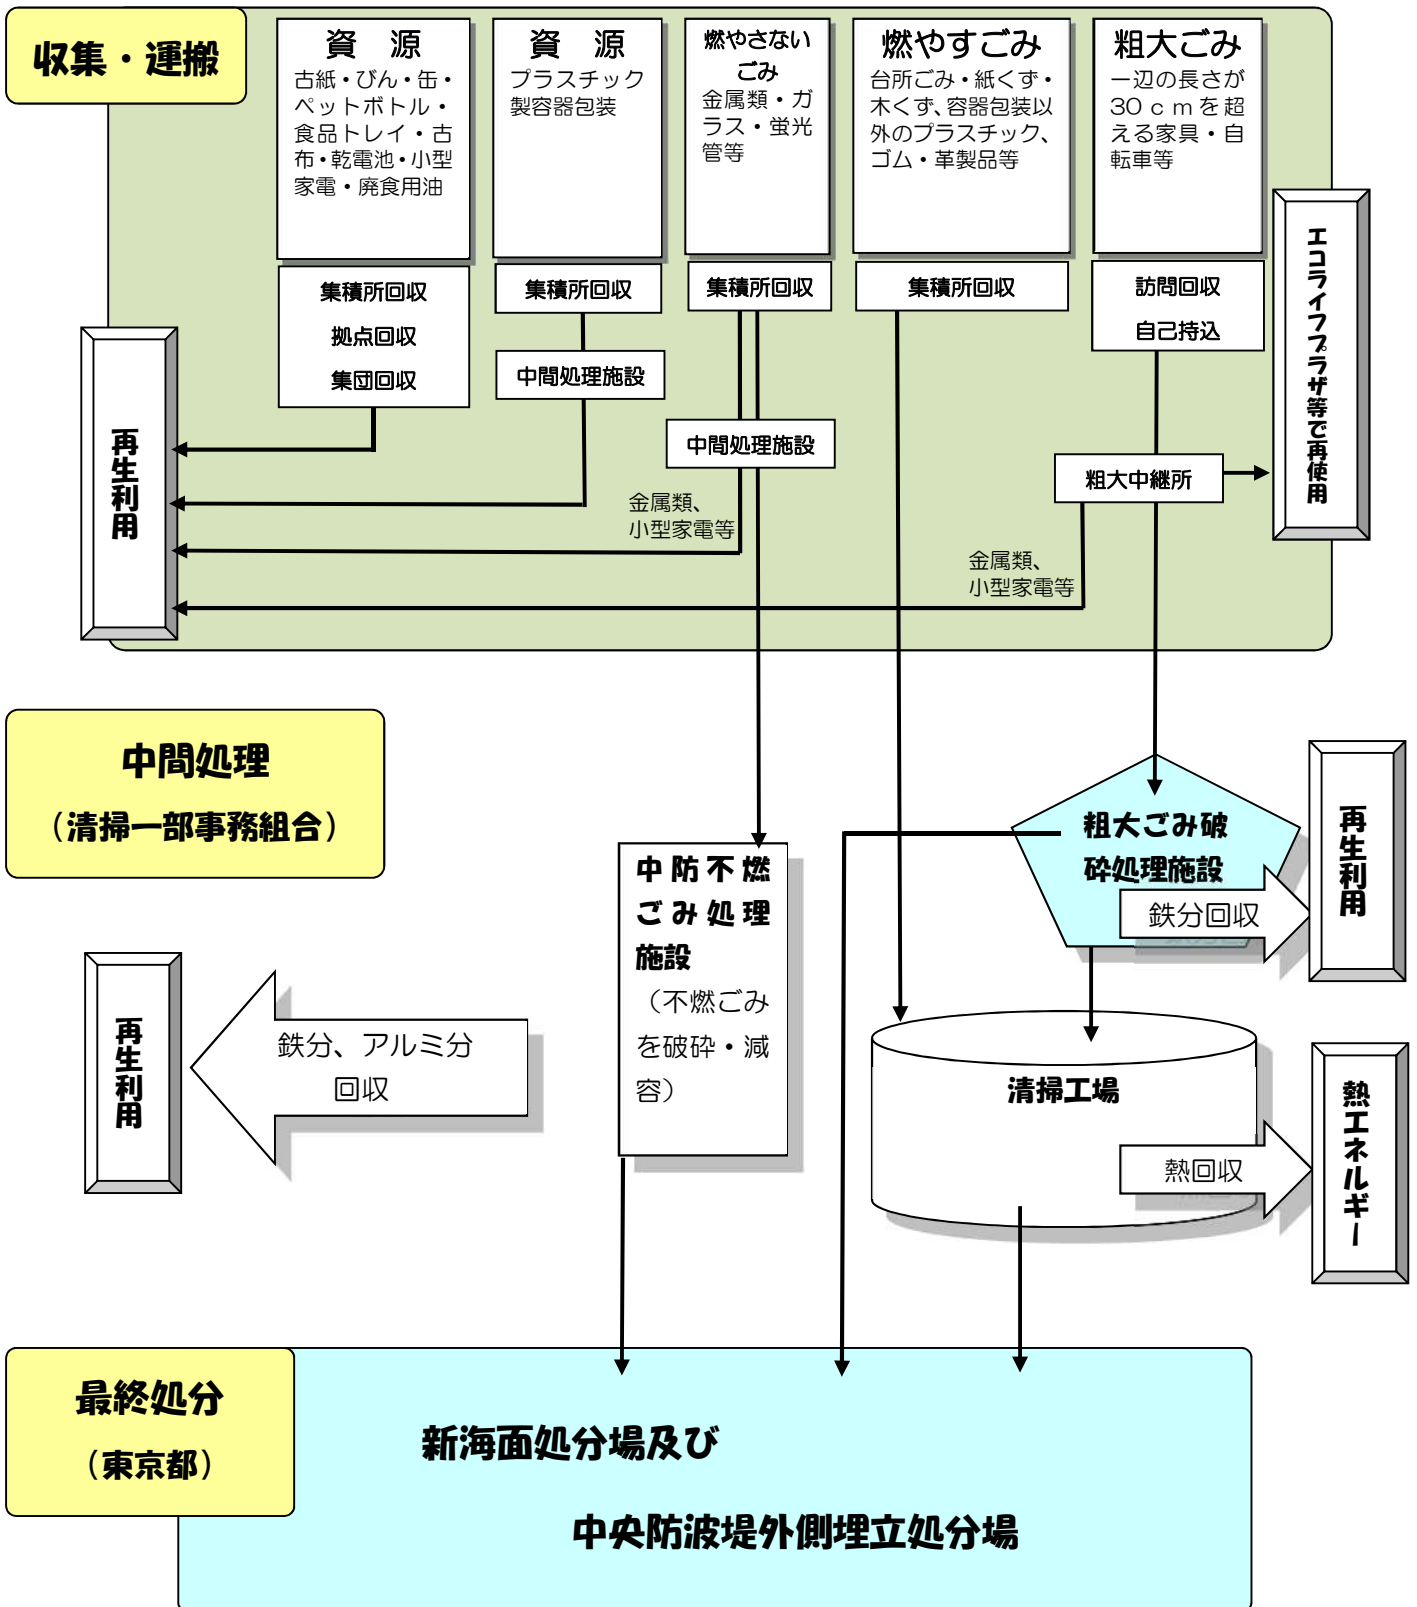 収集・運搬
資　源
古紙・びん・缶・
ペットボトル・
食品トレイ・古
布・乾電池・小型
家電・廃食用油
資　源
プラスチック
製容器包装
燃やさない
ごみ
金属類・ガ
ラス・蛍光
管等
燃やすごみ
台所ごみ・紙くず・
木くず、容器包装以
外のプラスチック、
ゴム・革製品等
粗大ごみ
一辺の長さが
30ｃｍを超
える家具・自
転車等
集積所回収
拠点回収
集団回収
集積所回収
集積所回収
集積所回収
訪問回収
自己持込
エコライフプラザ等で再使用
中間処理施設
中間処理施設
粗大中継所
再生利用
金属類、
小型家電等
金属類、
小型家電等
中間処理
（清掃一部事務組合）
粗大ごみ破
砕処理施設
鉄分回収
再生利用
中防不燃
ごみ処理
施設
（不燃ごみ
を破砕・減
容）
鉄分、アルミ分
回収
再生利用
清掃工場
熱回収
熱エネルギー
最終処分
（東京都）
新海面処分場及び
中央防波堤外側埋立処分場